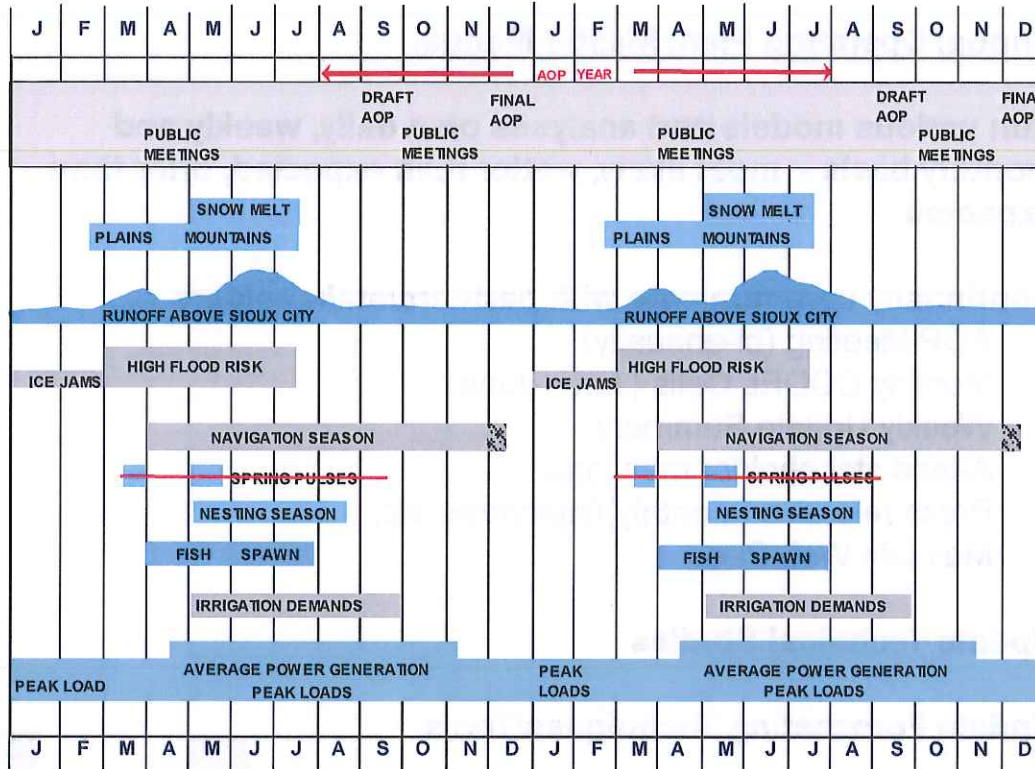 J F M A M J J A S O N D J F M A M J J A S O N D
AOP YEAR
DRAFT AOP
FINAL AOP
DRAFT AOP
FINAL AOP
PUBLIC MEETINGS
PUBLIC MEETINGS
PUBLIC MEETINGS
PUBLIC MEETINGS
SNOW MELT
SNOW MELT
PLAINS MOUNTAINS
PLAINS MOUNTAINS
RUNOFF ABOVE SIOUX CITY
RUNOFF ABOVE SIOUX CITY
HIGH FLOOD RISK
HIGH FLOOD RISK
ICE JAMS
ICE JAMS
NAVIGATION SEASON
NAVIGATION SEASON
SPRING PULSES
SPRING PULSES
NESTING SEASON
NESTING SEASON
FISH SPAWN
FISH SPAWN
IRRIGATION DEMANDS
IRRIGATION DEMANDS
PEAK LOAD
AVERAGE POWER GENERATION
PEAK LOADS
PEAK
LOADS
AVERAGE POWER GENERATION
PEAK LOADS
J F M A M J J A S O N D J F M A M J J A S O N D